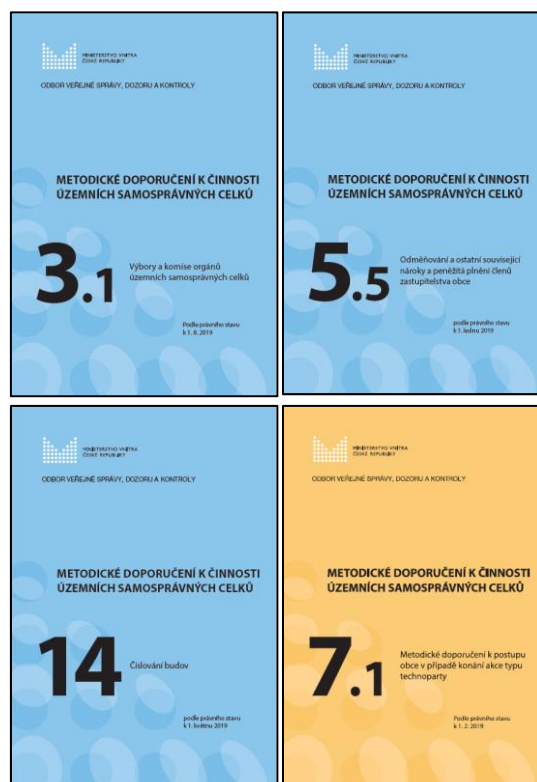 MINISTERSTVO VNITRA
ČESKÉ REPUBLIKY
ODBOR VEŘEJNÉ SPRÁVY, DOZORU A KONTROLY
METODICKÉ DOPORUČENÍ K ČINNOSTI
ÚZEMNÍCH SAMOSPRÁVNÝCH CELKŮ
3.1
Výbory a komise orgánů
územních samosprávných celků
Podle právního stavu
k 1. 8. 2019
MINISTERSTVO VNITRA
ČESKÉ REPUBLIKY
ODBOR VEŘEJNÉ SPRÁVY, DOZORU A KONTROLY
METODICKÉ DOPORUČENÍ K ČINNOSTI
ÚZEMNÍCH SAMOSPRÁVNÝCH CELKŮ
5.5
Odměňování a ostatní související
nároky a peněžitá plnění členů
zastupitelstva obce
podle právního stavu
k 1. lednu 2019
MINISTERSTVO VNITRA
ČESKÉ REPUBLIKY
ODBOR VEŘEJNÉ SPRÁVY, DOZORU A KONTROLY
METODICKÉ DOPORUČENÍ K ČINNOSTI
ÚZEMNÍCH SAMOSPRÁVNÝCH CELKŮ
14
Číslování budov
podle právního stavu
k 1. květnu 2019
MINISTERSTVO VNITRA
ČESKÉ REPUBLIKY
ODBOR VEŘEJNÉ SPRÁVY, DOZORU A KONTROLY
METODICKÉ DOPORUČENÍ K ČINNOSTI
ÚZEMNÍCH SAMOSPRÁVNÝCH CELKŮ
7.1
Metodické doporučení k postupu
obce v případě konání akce typu
technoparty
Podle právního stavu
k 1. 2. 2019